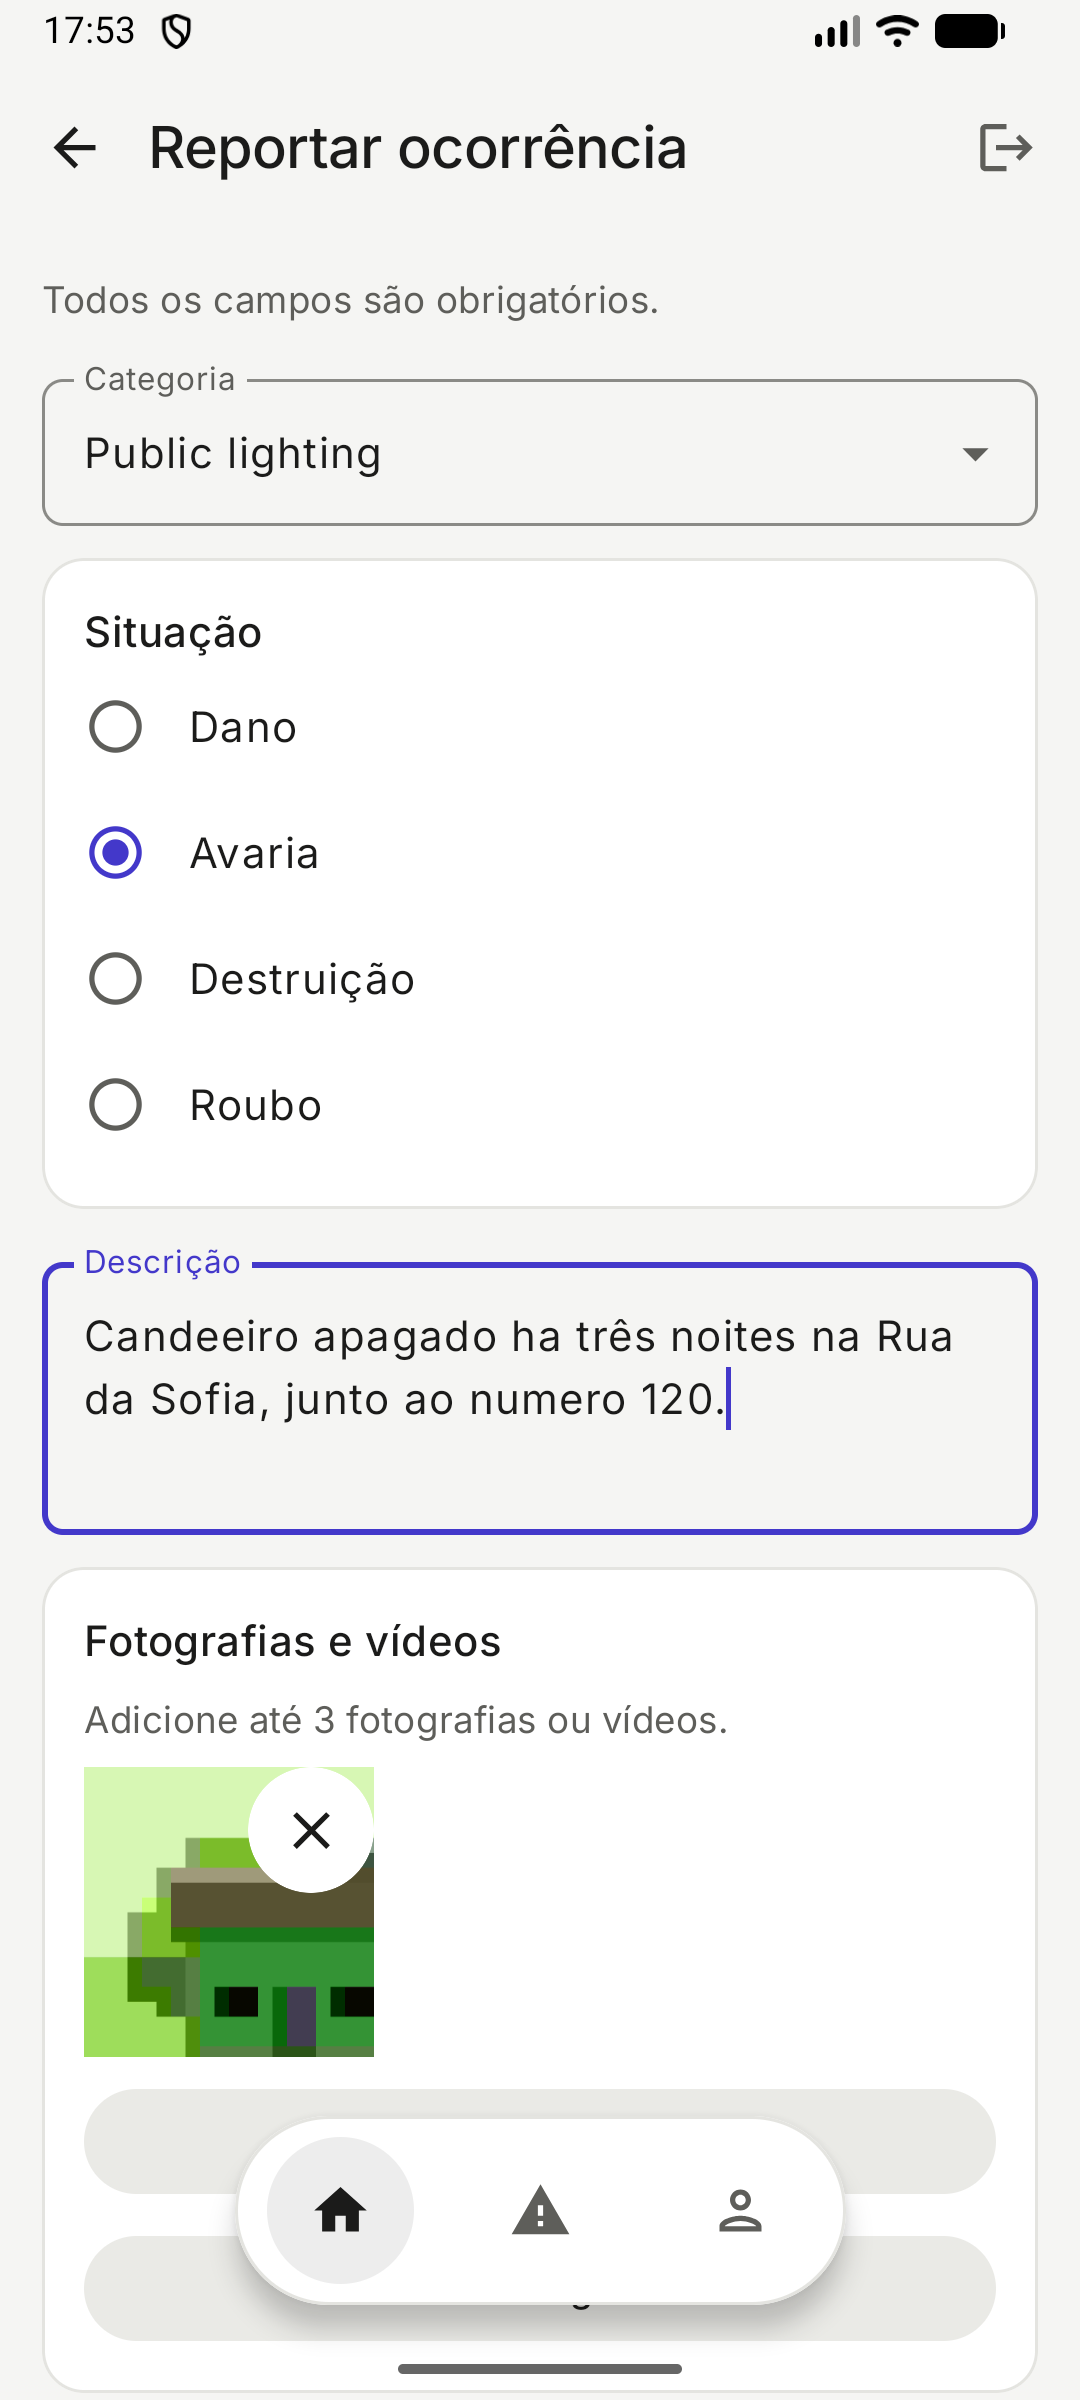 17:53
Reportar ocorrência
Todos os campos são obrigatórios.
Categoria
Public lighting
Situação
Dano
Avaria
Destruição
Roubo
Descrição
Candeeiro apagado ha três noites na Rua
da Sofia, junto ao numero 120.
Fotografias e vídeos
Adicione até 3 fotografias ou vídeos.